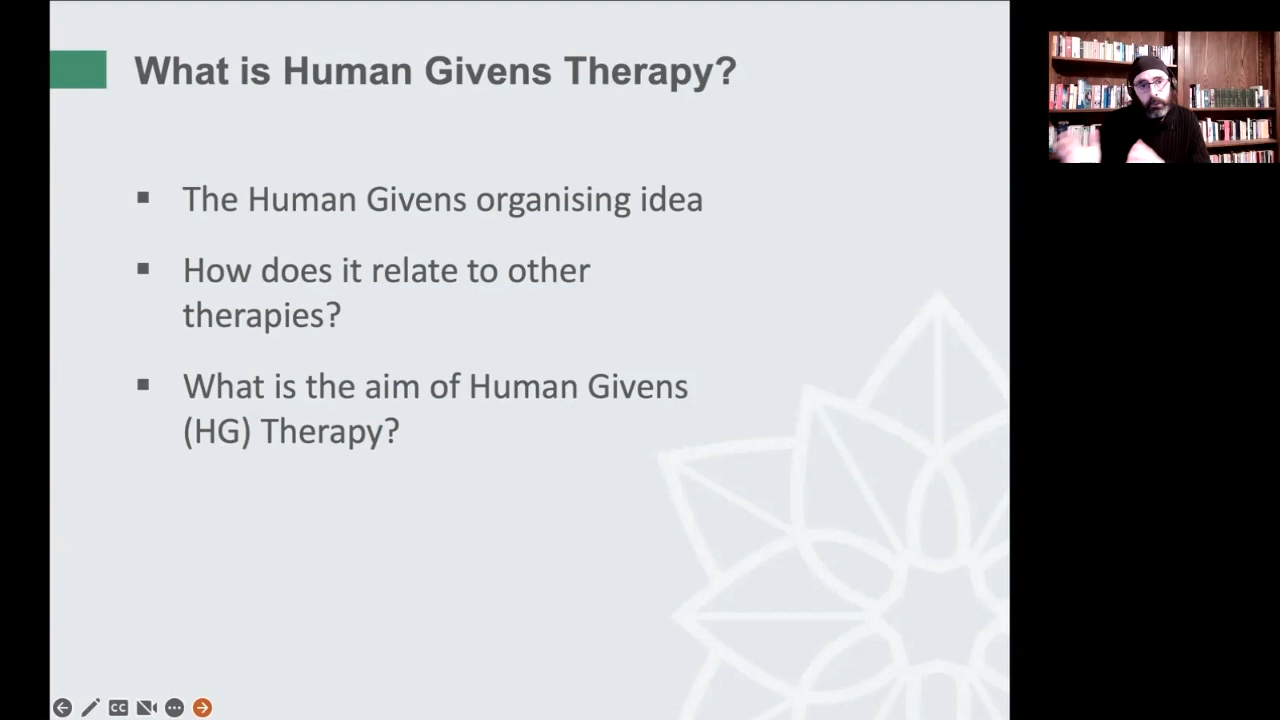 What is Human Givens Therapy?
▪ The Human Givens organising idea
▪ How does it relate to other
therapies?
▪ What is the aim of Human Givens
(HG) Therapy?
CC